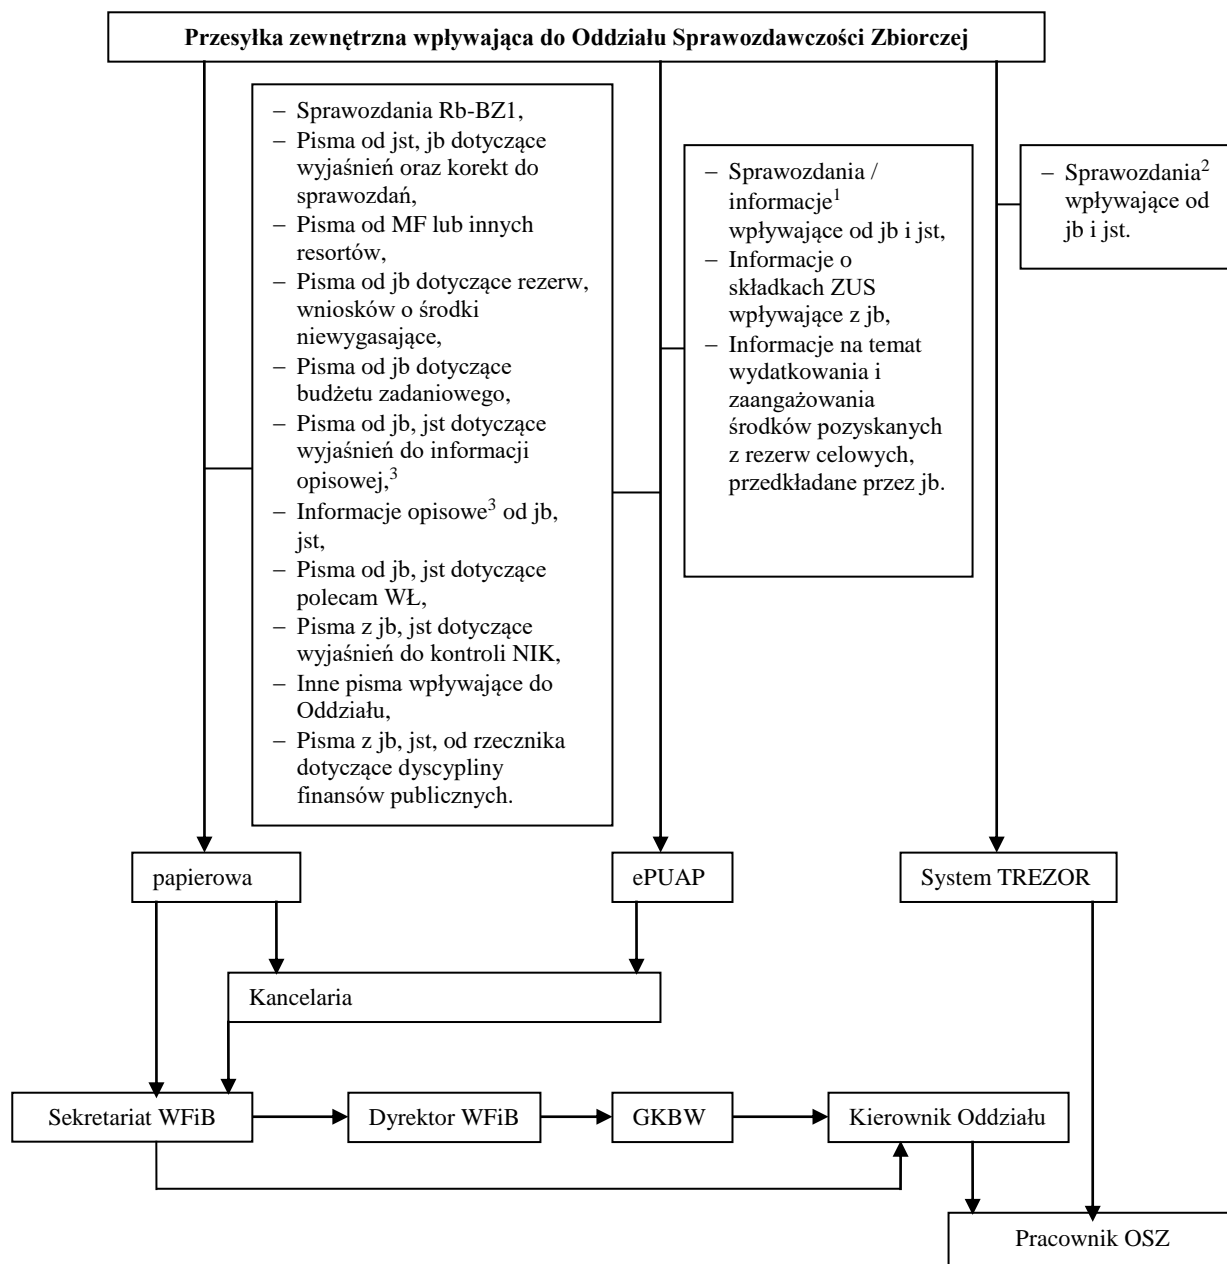 Przesyłka zewnętrzna wpływająca do Oddziału Sprawozdawczości Zbiorczej
– Sprawozdania Rb-BZ1,
– Pisma od jst, jb dotyczące
wyjaśnień oraz korekt do
sprawozdań,
– Pisma od MF lub innych
resortów,
– Pisma od jb dotyczące rezerw,
wniosków o środki
niewygasające,
– Pisma od jb dotyczące
budżetu zadaniowego,
– Pisma od jb, jst dotyczące
wyjaśnień do informacji
opisowej,³
– Informacje opisowe³ od jb,
jst,
– Pisma od jb, jst dotyczące
polecam WŁ,
– Pisma z jb, jst dotyczące
wyjaśnień do kontroli NIK,
– Inne pisma wpływające do
Oddziału,
– Pisma z jb, jst, od rzecznika
dotyczące dyscypliny
finansów publicznych.
– Sprawozdania /
informacje¹
wpływające od jb i jst,
– Informacje o
składkach ZUS
wpływające z jb,
– Informacje na temat
wydatkowania i
zaangażowania
środków pozyskanych
z rezerw celowych,
przedkładane przez jb.
– Sprawozdania²
wpływające od
jb i jst.
papierowa
ePUAP
System TREZOR
Kancelaria
Sekretariat WFiB
Dyrektor WFiB
GKBW
Kierownik Oddziału
Pracownik OSZ